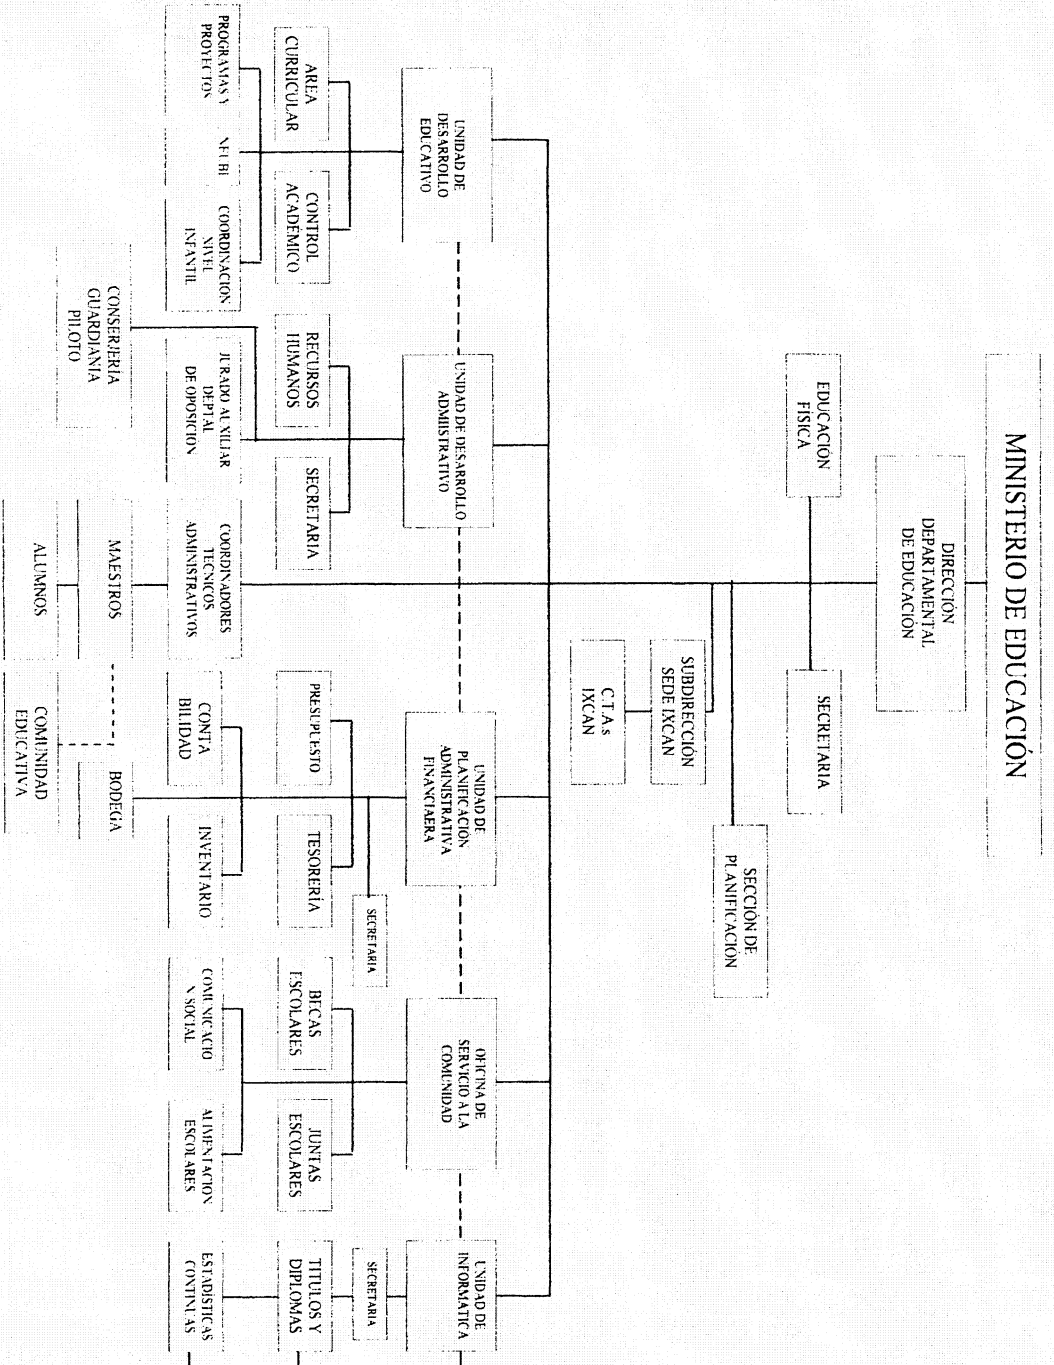 MINISTERIO DE EDUCACIÓN
DIRECCIÓN
DEPARTAMENTAL
DE EDUCACIÓN
EDUCACIÓN
FÍSICA
SECRETARIA
SECCIÓN DE
PLANIFICACIÓN
SUBDIRECCIÓN
SEDE IXCAN
C.T.A.s
IXCAN
UNIDAD DE
DESARROLLO
EDUCATIVO
UNIDAD DE DESARROLLO
ADMIISTRATIVO
UNIDAD DE
PLANIFICACIÓN
ADMINISTRATIVA
FINANCIAERA
OFICINA DE
SERVICIO A LA
COMUNIDAD
UNIDAD DE
INFORMATICA
SECRETARIA
SECRETARIA
AREA
CURRICULAR
CONTROL
ACADÉMICO
RECURSOS
HUMANOS
SECRETARIA
PRESUPUESTO
TESORERÍA
BECAS
ESCOLARES
JUNTAS
ESCOLARES
TITULOS Y
DIPLOMAS
PROGRAMAS Y
PROYECTOS
COORDINACION
NIVEL
INFANTIL
JURADO AUXILIAR
DEPTAL
DE OPOSICION
COORDINADORES
TECNICOS
ADMINISTRATIVOS
CONTA
BILIDAD
INVENTARIO
COMUNICACIO
N SOCIAL
ALIMENTACION
ESCOLARES
ESTADÍSTICAS
CONTINUAS
CONSERJERIA
GUARDIANIA
PILOTO
MAESTROS
BODEGA
ALUMNOS
COMUNIDAD
EDUCATIVA